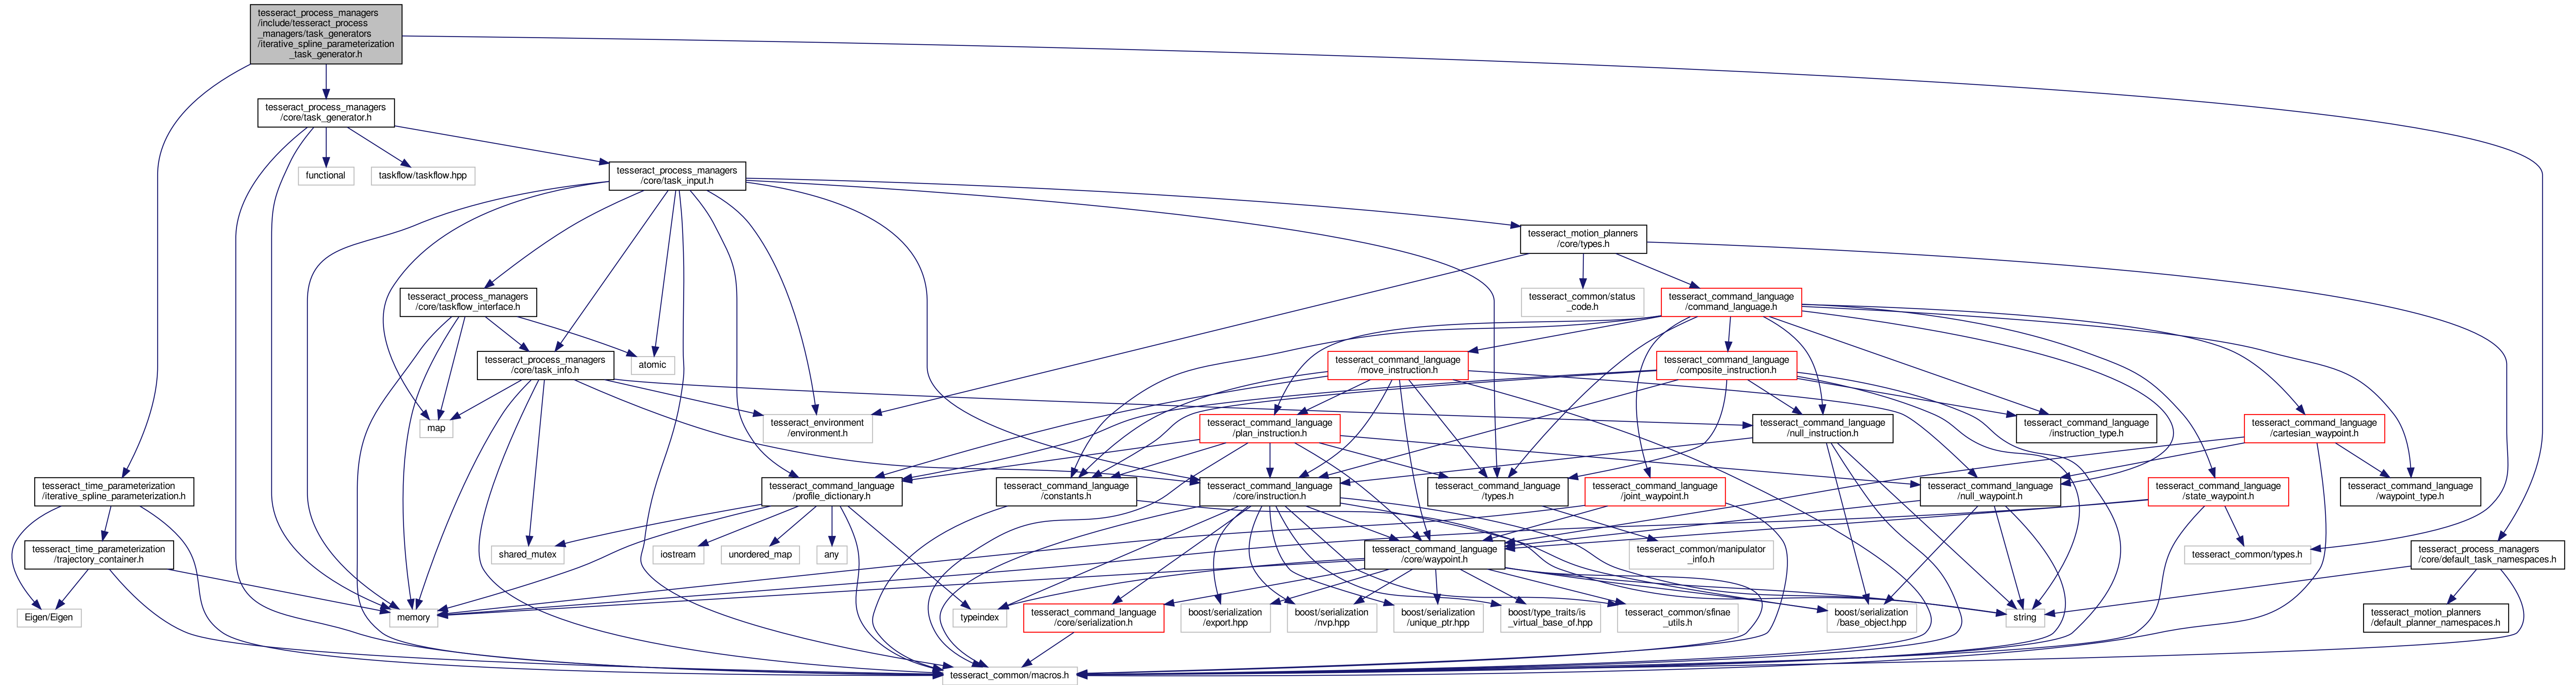 tesseract_process_managers
/include/tesseract_process
_managers/task_generators
/iterative_spline_parameterization
_task_generator.h
tesseract_process_managers
/core/task_generator.h
functional
taskflow/taskflow.hpp
tesseract_process_managers
/core/task_input.h
tesseract_motion_planners
/core/types.h
tesseract_process_managers
/core/taskflow_interface.h
tesseract_common/status
_code.h
tesseract_command_language
/command_language.h
tesseract_process_managers
/core/task_info.h
atomic
tesseract_command_language
/move_instruction.h
tesseract_command_language
/composite_instruction.h
map
tesseract_environment
/environment.h
tesseract_command_language
/plan_instruction.h
tesseract_command_language
/null_instruction.h
tesseract_command_language
/instruction_type.h
tesseract_command_language
/cartesian_waypoint.h
tesseract_time_parameterization
/iterative_spline_parameterization.h
tesseract_command_language
/profile_dictionary.h
tesseract_command_language
/constants.h
tesseract_command_language
/core/instruction.h
tesseract_command_language
/types.h
tesseract_command_language
/joint_waypoint.h
tesseract_command_language
/null_waypoint.h
tesseract_command_language
/state_waypoint.h
tesseract_command_language
/waypoint_type.h
tesseract_time_parameterization
/trajectory_container.h
shared_mutex
iostream
unordered_map
any
tesseract_command_language
/core/waypoint.h
tesseract_common/manipulator
_info.h
tesseract_common/types.h
tesseract_process_managers
/core/default_task_namespaces.h
Eigen/Eigen
memory
typeindex
tesseract_command_language
/core/serialization.h
boost/serialization
/export.hpp
boost/serialization
/nvp.hpp
boost/serialization
/unique_ptr.hpp
boost/type_traits/is
_virtual_base_of.hpp
tesseract_common/sfinae
_utils.h
boost/serialization
/base_object.hpp
string
tesseract_motion_planners
/default_planner_namespaces.h
tesseract_common/macros.h